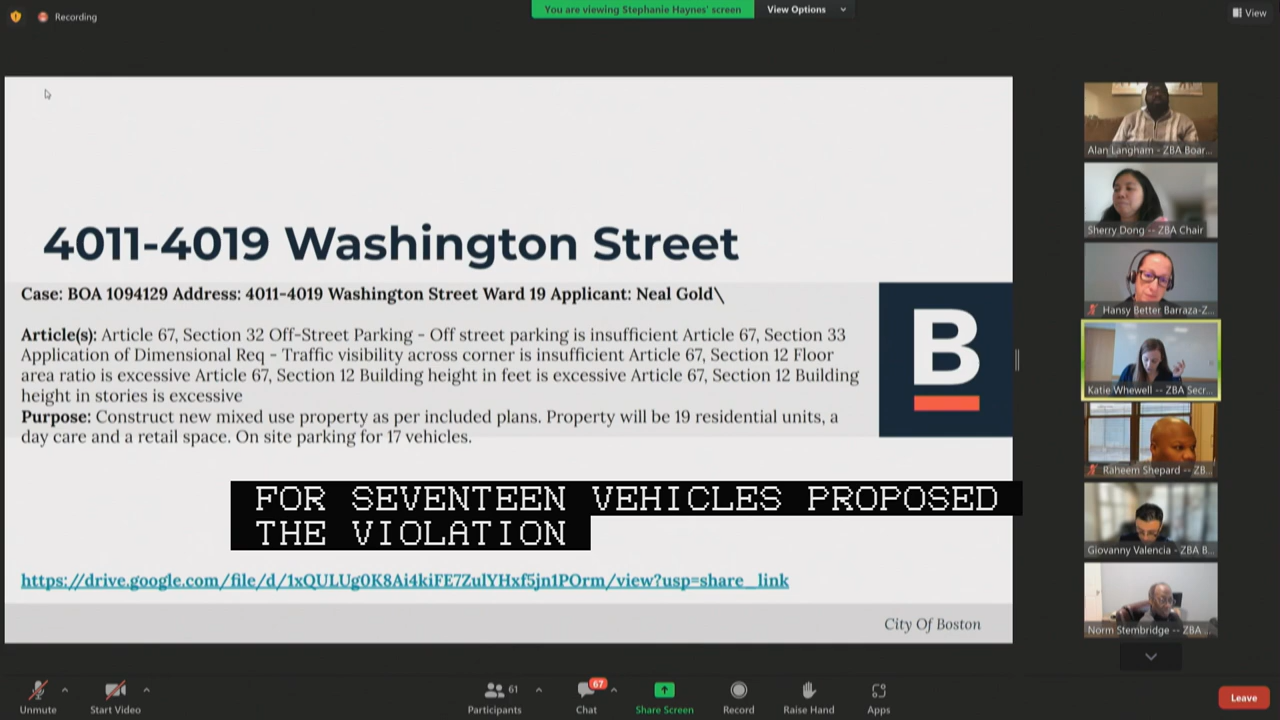 Recording
You are viewing Stephanie Haynes' screen
View Options
View
4011-4019 Washington Street
Case: BOA 1094129 Address: 4011-4019 Washington Street Ward 19 Applicant: Neal Gold\
Article(s): Article 67, Section 32 Off-Street Parking - Off street parking is insufficient Article 67, Section 33
Application of Dimensional Req - Traffic visibility across corner is insufficient Article 67, Section 12 Floor
area ratio is excessive Article 67, Section 12 Building height in feet is excessive Article 67, Section 12 Building
height in stories is excessive
Purpose: Construct new mixed use property as per included plans. Property will be 19 residential units, a
day care and a retail space. On site parking for 17 vehicles.
B
FOR SEVENTEEN VEHICLES PROPOSED
THE VIOLATION
https://drive.google.com/file/d/1xQULUg0K8Ai4kiFE7ZulYHxf5jn1POrm/view?usp=share_link
City Of Boston
Alan Langham - ZBA Boar...
Sherry Dong -- ZBA Chair
Hansy Better Barraza-Z...
Katie Whewell -- ZBA Secr...
Raheem Shepard -- ZB...
Giovanny Valencia - ZBA B...
Norm Stembridge -- ZBA ...
Unmute
Start Video
61
Participants
67
Chat
Share Screen
Record
Raise Hand
Apps
Leave